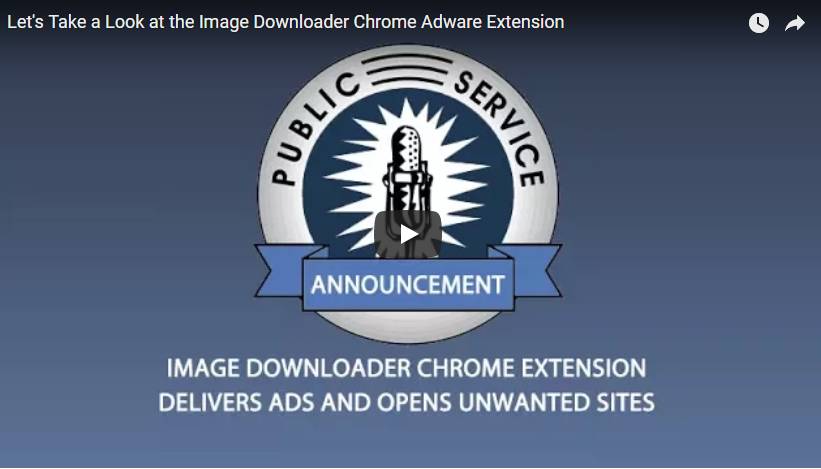 Let's Take a Look at the Image Downloader Chrome Adware Extension
PUBLIC SERVICE
ANNOUNCEMENT
IMAGE DOWNLOADER CHROME EXTENSION
DELIVERS ADS AND OPENS UNWANTED SITES